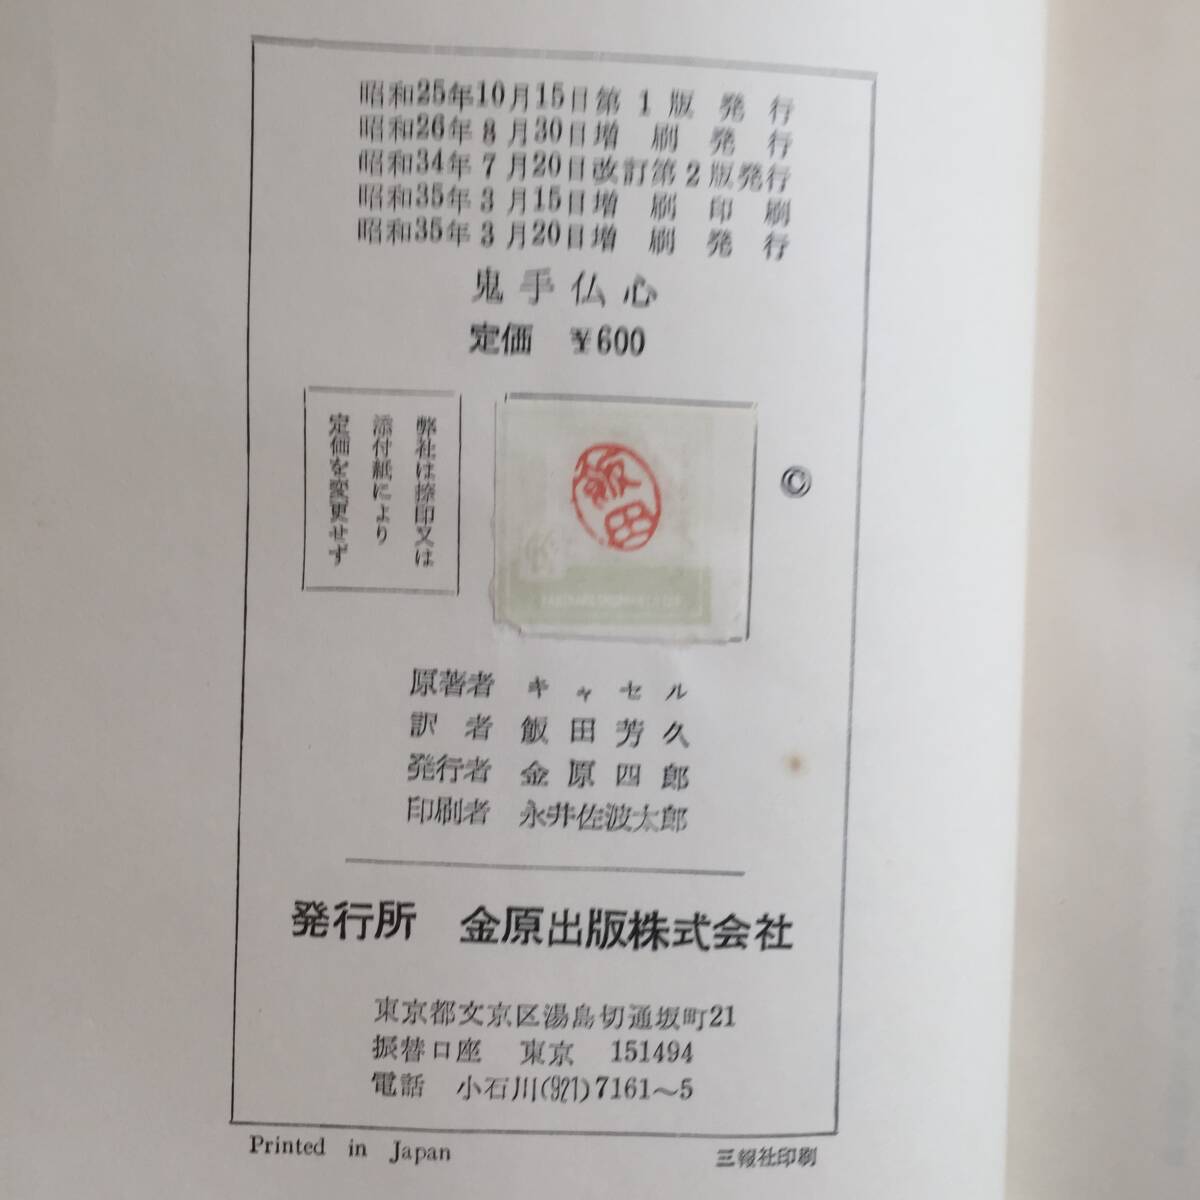 昭和25年10月15日第1版発行
昭和26年8月30日増刷発行
昭和34年7月20日改訂第2版発行
昭和35年3月15日増刷印刷
昭和35年3月20日増刷発行
鬼手仏心
定価 ¥600
弊社は捺印又は
添付紙により
定価を変更せず
飯田
©
原著者 キャセル
訳者 飯田芳久
発行者 金原四郎
印刷者 永井佐波太郎
発行所 金原出版株式会社
東京都文京区湯島切通坂町21
振替口座 東京 151494
電話 小石川(921)7161～5
Printed in Japan
三報社印刷